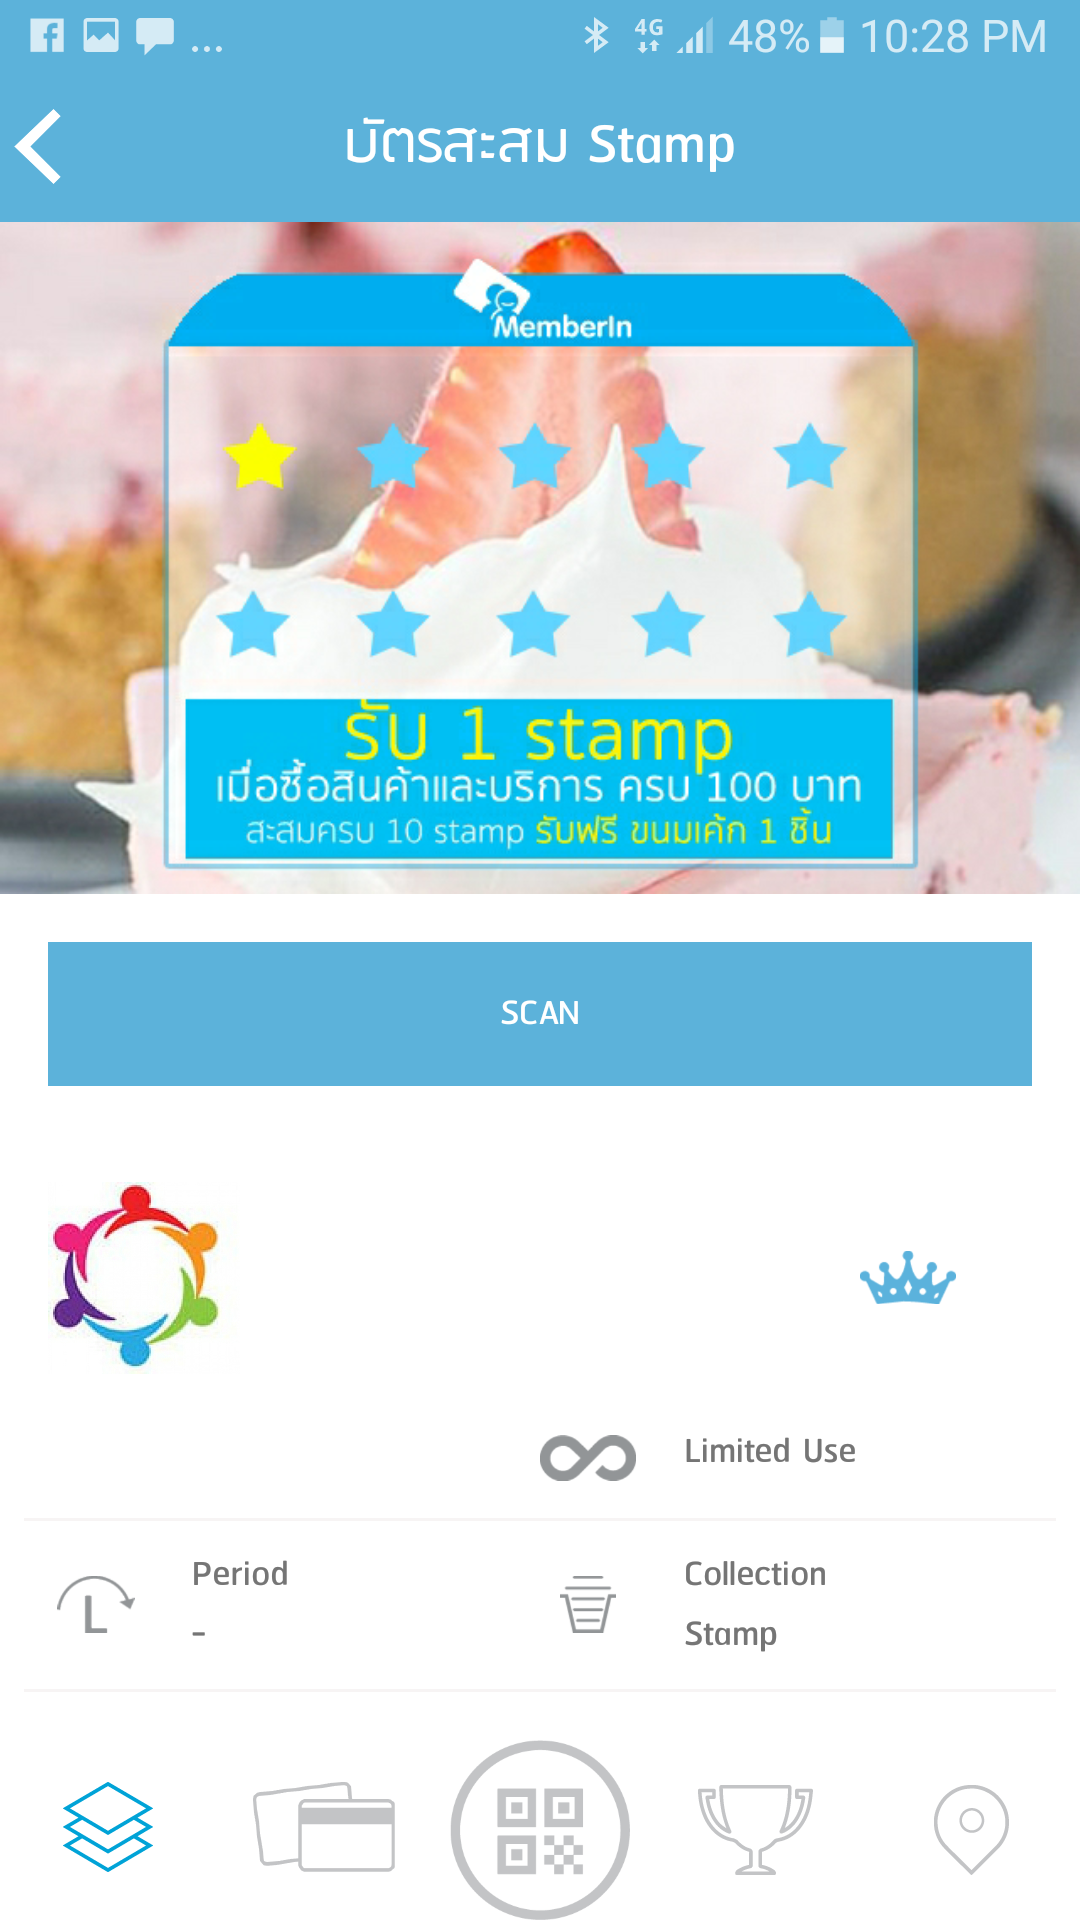 4G 48% 10:28 PM
บัตรสะสม Stamp
MemberIn
รับ 1 stamp
เมื่อซื้อสินค้าและบริการ ครบ 100 บาท
สะสมครบ 10 stamp รับฟรี ขนมเค้ก 1 ชิ้น
SCAN
Limited Use
Period
-
Collection
Stamp